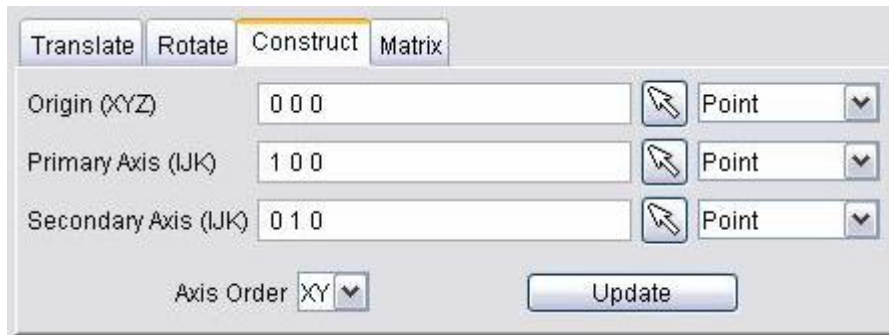 Translate Rotate Construct Matrix
Origin (XYZ) 0 0 0 Point
Primary Axis (IJK) 1 0 0 Point
Secondary Axis (IJK) 0 1 0 Point
Axis Order XY Update